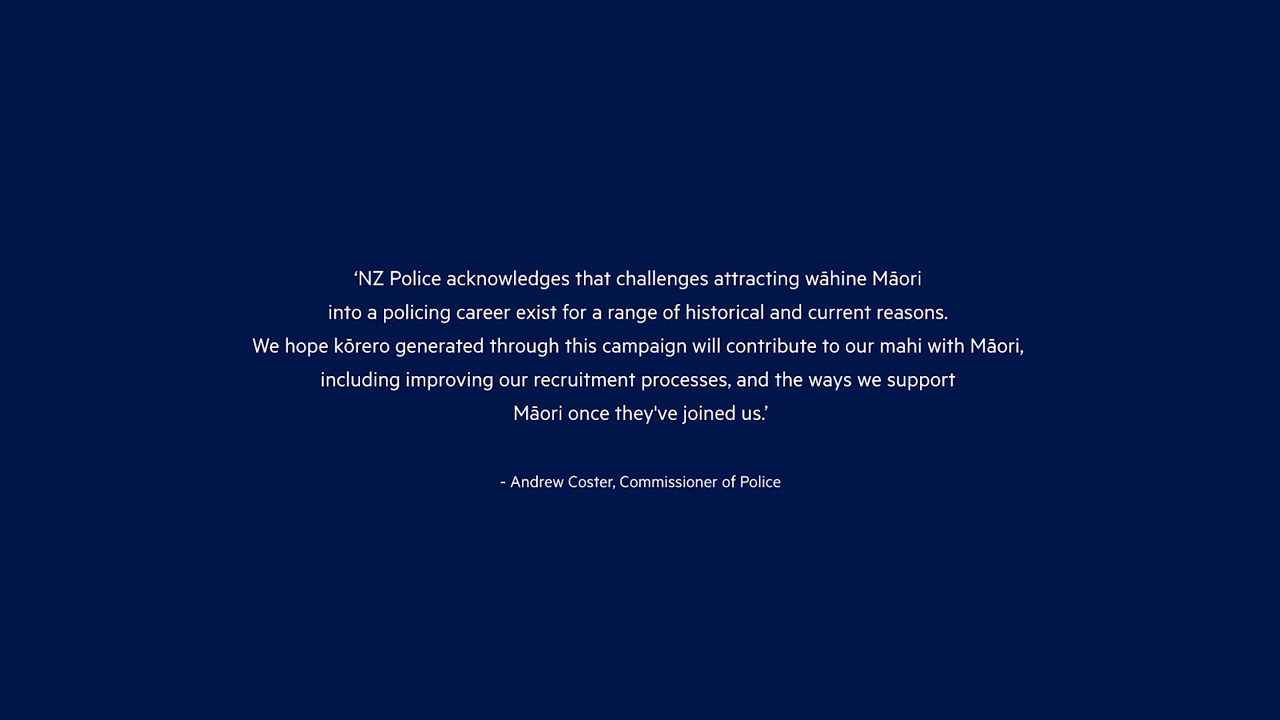 ‘NZ Police acknowledges that challenges attracting wāhine Māori
into a policing career exist for a range of historical and current reasons.
We hope kōrero generated through this campaign will contribute to our mahi with Māori,
including improving our recruitment processes, and the ways we support
Māori once they've joined us.’
- Andrew Coster, Commissioner of Police